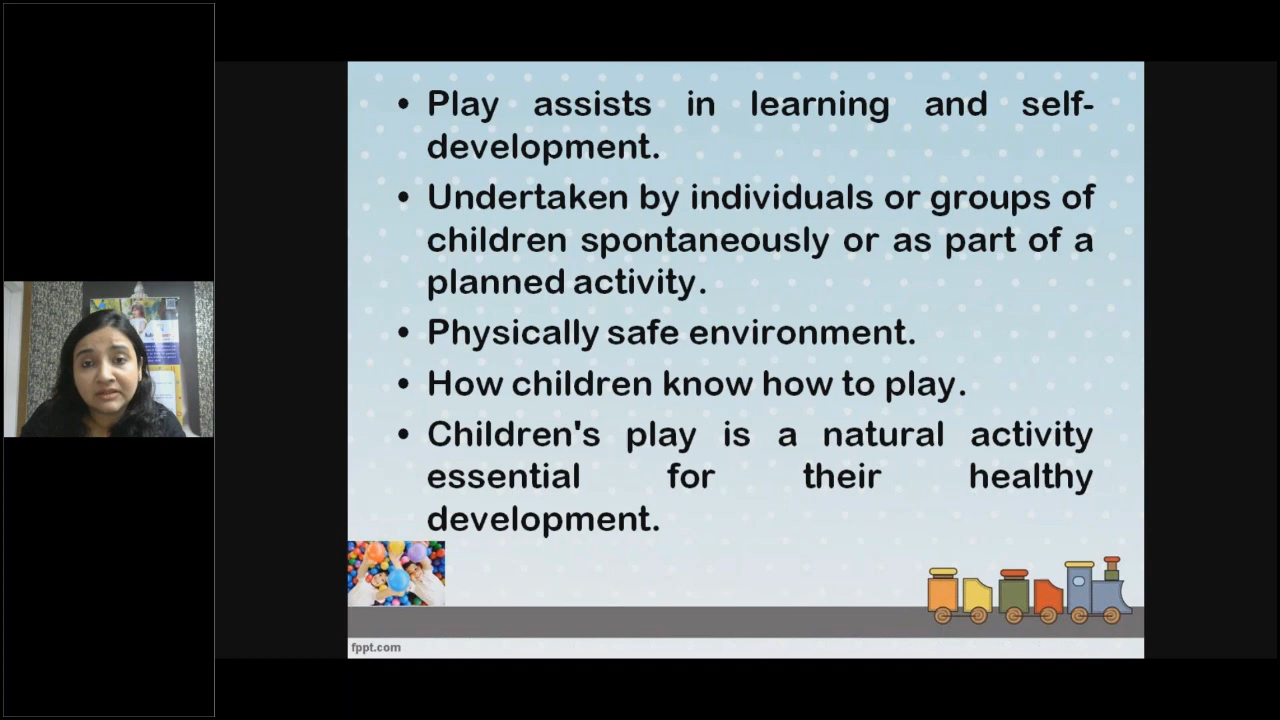 • Play assists in learning and self-
development.
• Undertaken by individuals or groups of
children spontaneously or as part of a
planned activity.
• Physically safe environment.
• How children know how to play.
• Children's play is a natural activity
essential for their healthy
development.
fppt.com